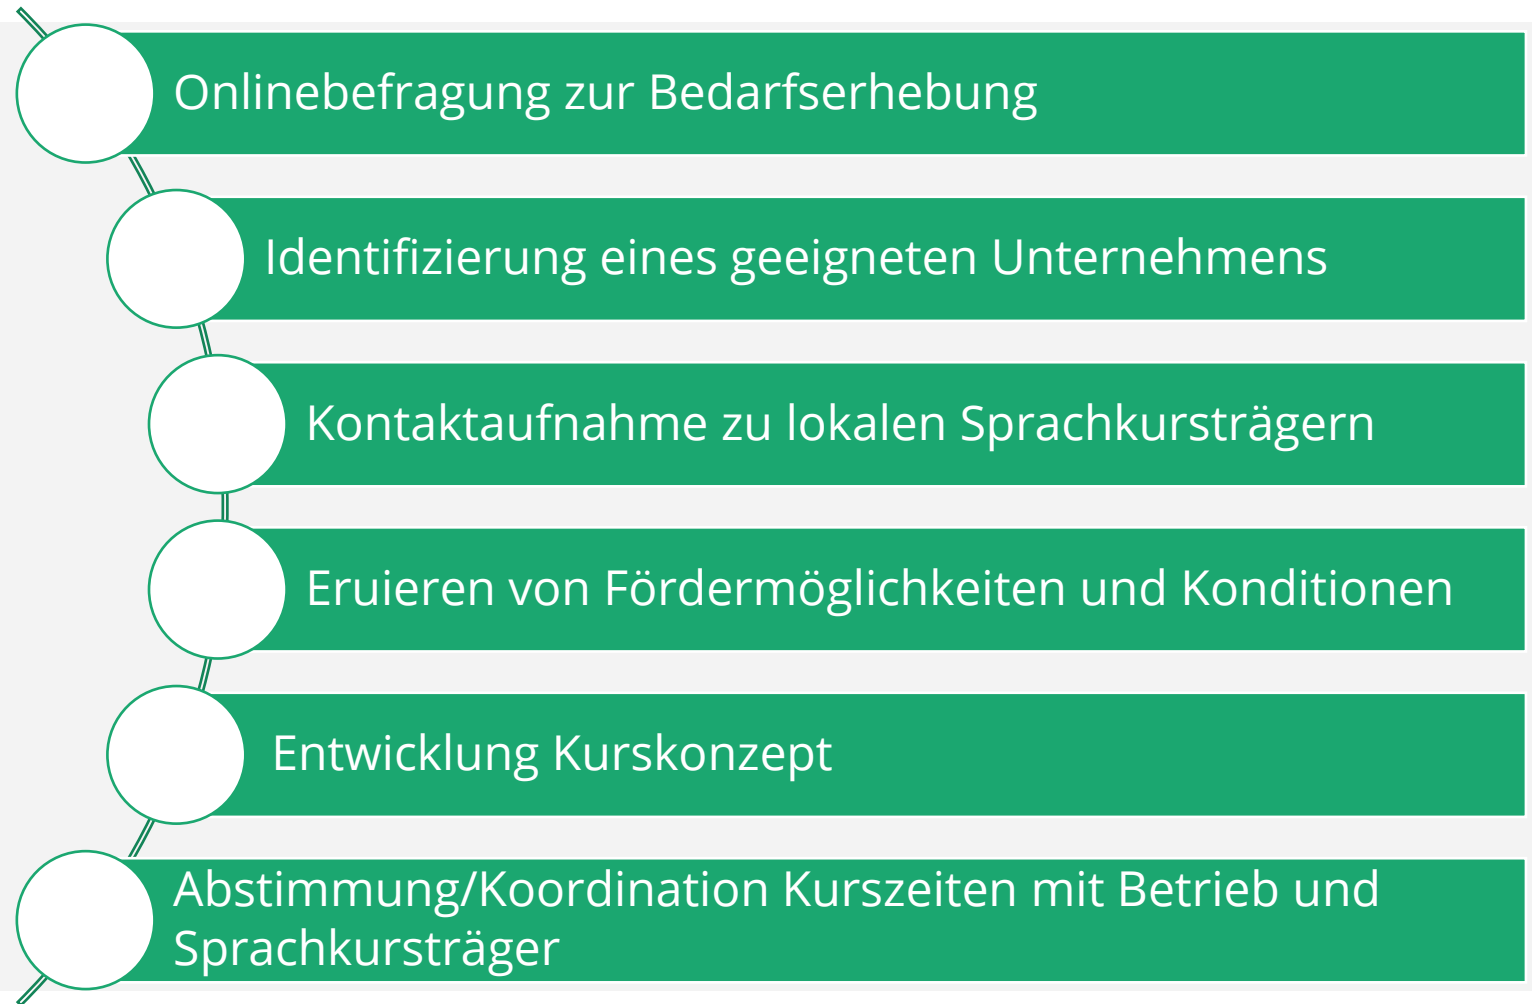 Onlinebefragung zur Bedarfserhebung
Identifizierung eines geeigneten Unternehmens
Kontaktaufnahme zu lokalen Sprachkursträgern
Eruieren von Fördermöglichkeiten und Konditionen
Entwicklung Kurskonzept
Abstimmung/Koordination Kurszeiten mit Betrieb und
Sprachkursträger